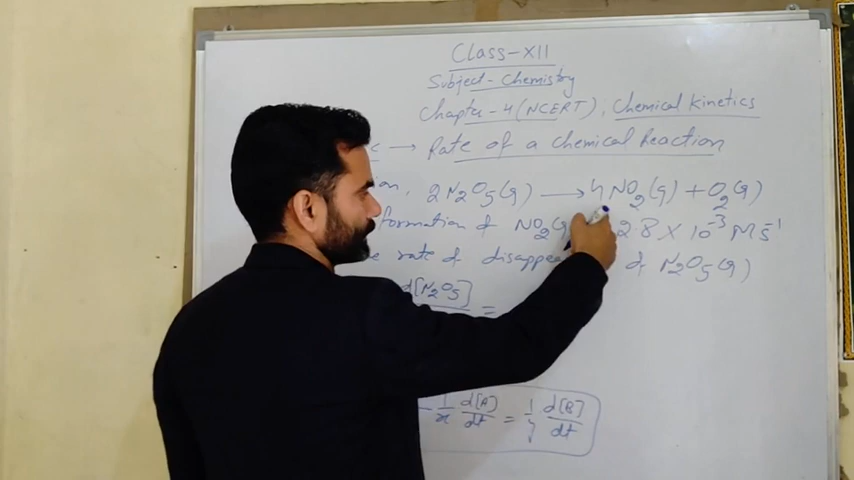 Class-XII
Subject - Chemistry
Chapter - 4 (NCERT), Chemical kinetics
→ Rate of a chemical Reaction
2N2O5(g) → 4NO2(g) + O2(g)
formation of NO2(g 2.8 × 10⁻³ M s⁻¹
rate of disappea of N2O5(g)
d[N2O5] =
- 1/x d[A]/dt = 1/y d[B]/dt